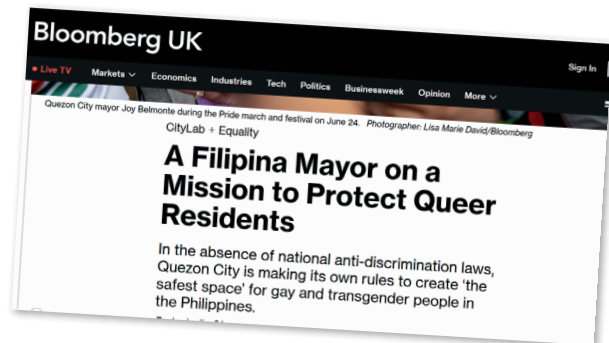 Bloomberg UK
Sign In
Live TV Markets Economics Industries Tech Politics Businessweek Opinion More
Quezon City mayor Joy Belmonte during the Pride march and festival on June 24. Photographer: Lisa Marie David/Bloomberg
CityLab + Equality
A Filipina Mayor on a
Mission to Protect Queer
Residents
In the absence of national anti-discrimination laws,
Quezon City is making its own rules to create ‘the
safest space’ for gay and transgender people in
the Philippines.